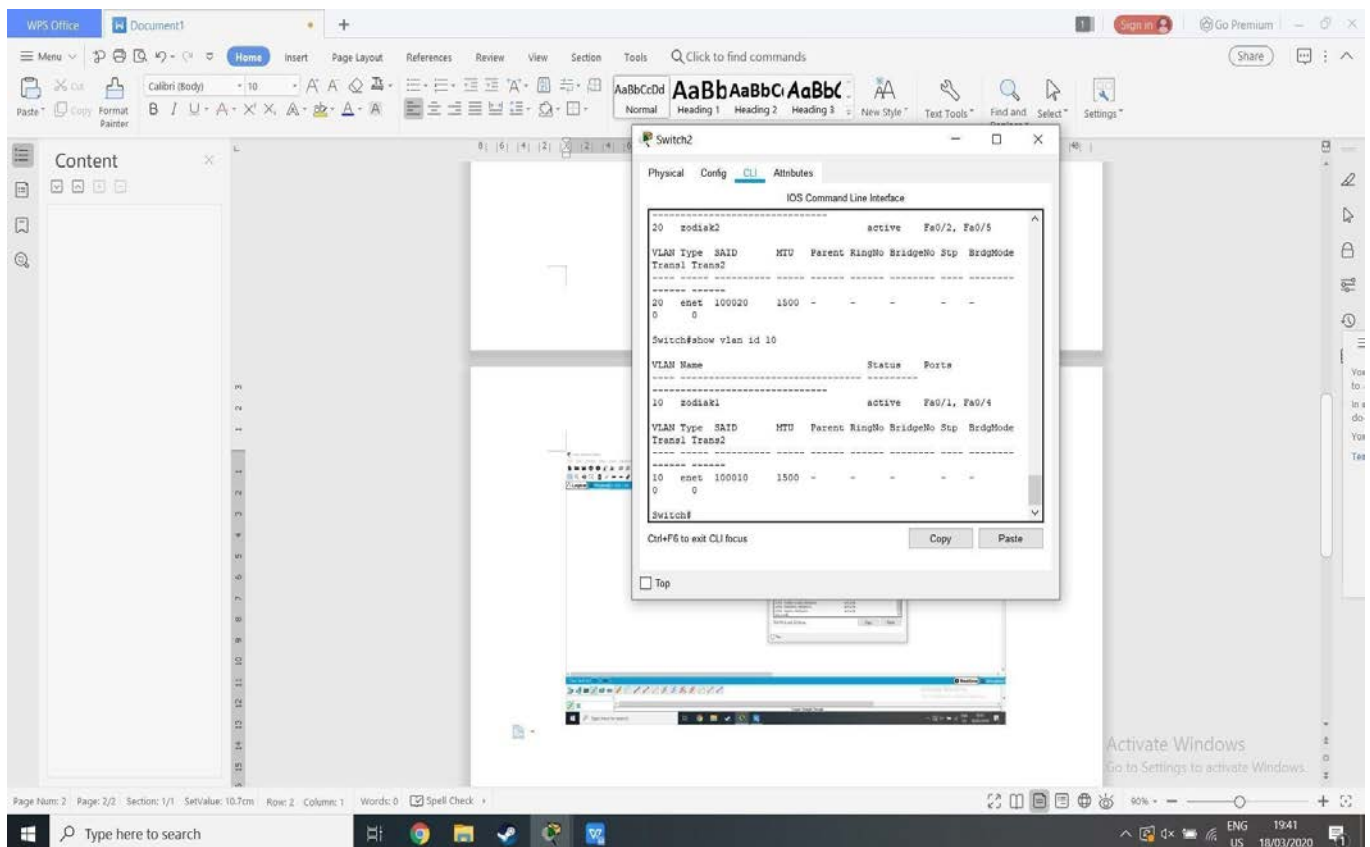 WPS Office
Document1
1
Sign in
Go Premium
Menu
Home
Insert
Page Layout
References
Review
View
Section
Tools
Click to find commands
Share
Paste
Cut
Copy
Format
Painter
Calibri (Body)
10
AaBbCcDd
Normal
Heading 1
Heading 2
Heading 3
New Style
Text Tools
Find and
Select
Settings
Content
Switch2
Physical Config CLI Attributes
IOS Command Line Interface
20 zodiak2 active Fa0/2, Fa0/5
VLAN Type SAID MTU Parent RingNo BridgeNo Stp BrdgMode
Trans1 Trans2
---- ----- ---------- ----- ------ ------ -------- ---- --------
------ ------
20 enet 100020 1500 - - - - -
0 0
Switch#show vlan id 10
VLAN Name Status Ports
10 zodiak1 active Fa0/1, Fa0/4
VLAN Type SAID MTU Parent RingNo BridgeNo Stp BrdgMode
Trans1 Trans2
---- ----- ---------- ----- ------ ------ -------- ---- --------
------ ------
10 enet 100010 1500 - - - - -
0 0
Switch#
Ctrl+F6 to exit CLI focus
Copy
Paste
Top
Activate Windows
Go to Settings to activate Windows.
Page Num: 2 Page: 2/2 Section: 1/1 SetValue: 10.7cm Row: 2 Column: 1 Words: 0 Spell Check
90%
Type here to search
ENG
US
19:41
18/03/2020